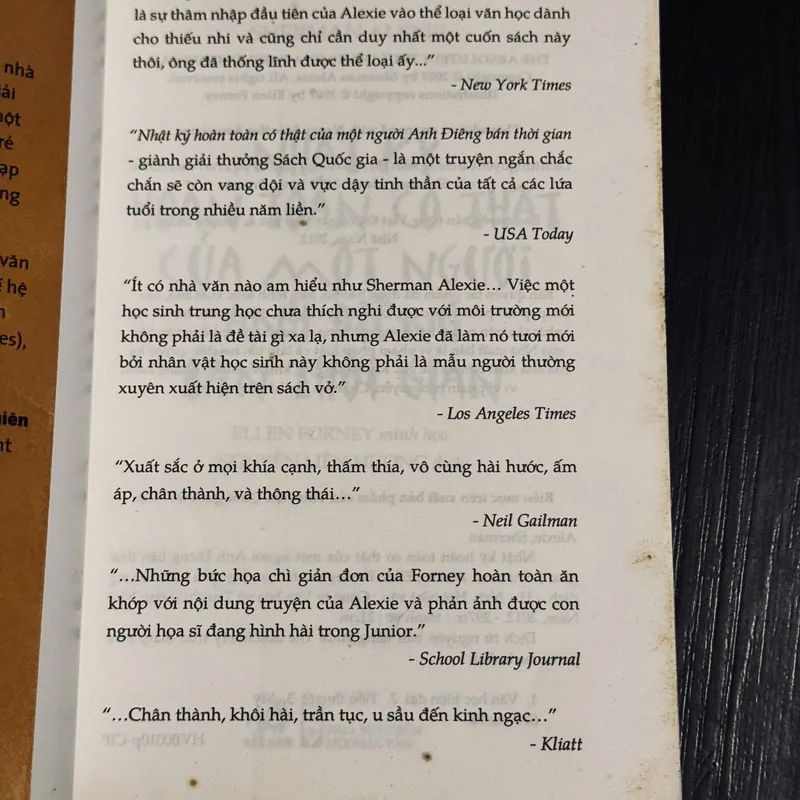 là sự thâm nhập đầu tiên của Alexie vào thể loại văn học dành
cho thiếu nhi và cũng chỉ cần duy nhất một cuốn sách này
thôi, ông đã thống lĩnh được thể loại ấy...”
- New York Times
“Nhật ký hoàn toàn có thật của một người Anh Điêng bán thời gian
- giành giải thưởng Sách Quốc gia - là một truyện ngắn chắc
chắn sẽ còn vang dội và vực dậy tinh thần của tất cả các lứa
tuổi trong nhiều năm liền.”
- USA Today
“Ít có nhà văn nào am hiểu như Sherman Alexie… Việc một
học sinh trung học chưa thích nghi được với môi trường mới
không phải là đề tài gì xa lạ, nhưng Alexie đã làm nó tươi mới
bởi nhân vật học sinh này không phải là mẫu người thường
xuyên xuất hiện trên sách vở.”
- Los Angeles Times
“Xuất sắc ở mọi khía cạnh, thấm thía, vô cùng hài hước, ấm
áp, chân thành, và thông thái…”
- Neil Gailman
“…Những bức họa chì giản đơn của Forney hoàn toàn ăn
khớp với nội dung truyện của Alexie và phản ánh được con
người họa sĩ đang hình hài trong Junior.”
- School Library Journal
“…Chân thành, khôi hài, trần tục, u sầu đến kinh ngạc…”
- Kliatt
nhà
văn
hệ
es),